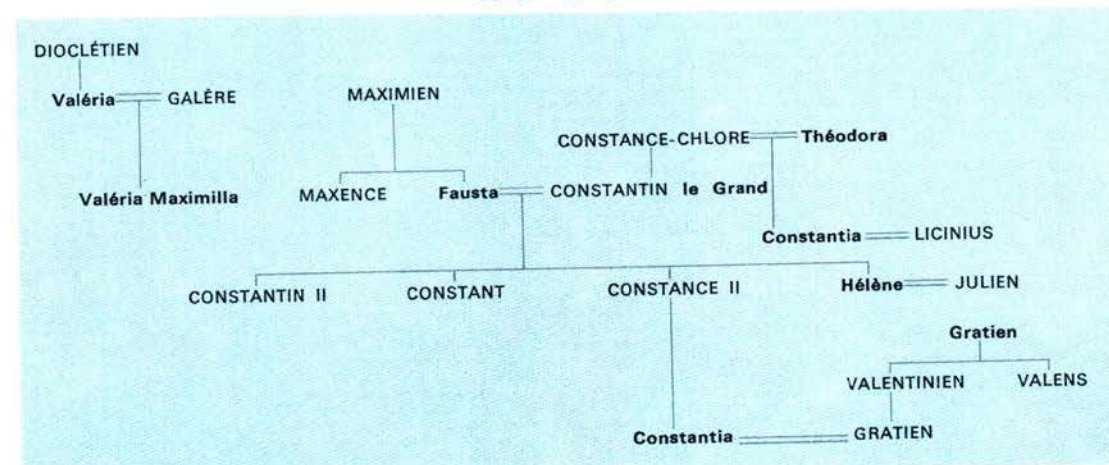 DIOCLÉTIEN
Valéria GALÈRE MAXIMIEN
CONSTANCE-CHLORE Théodora
Valéria Maximilla MAXENCE Fausta CONSTANTIN le Grand
Constantia LICINIUS
CONSTANTIN II CONSTANT CONSTANCE II Hélène JULIEN
Gratien
VALENTINIEN VALENS
Constantia GRATIEN